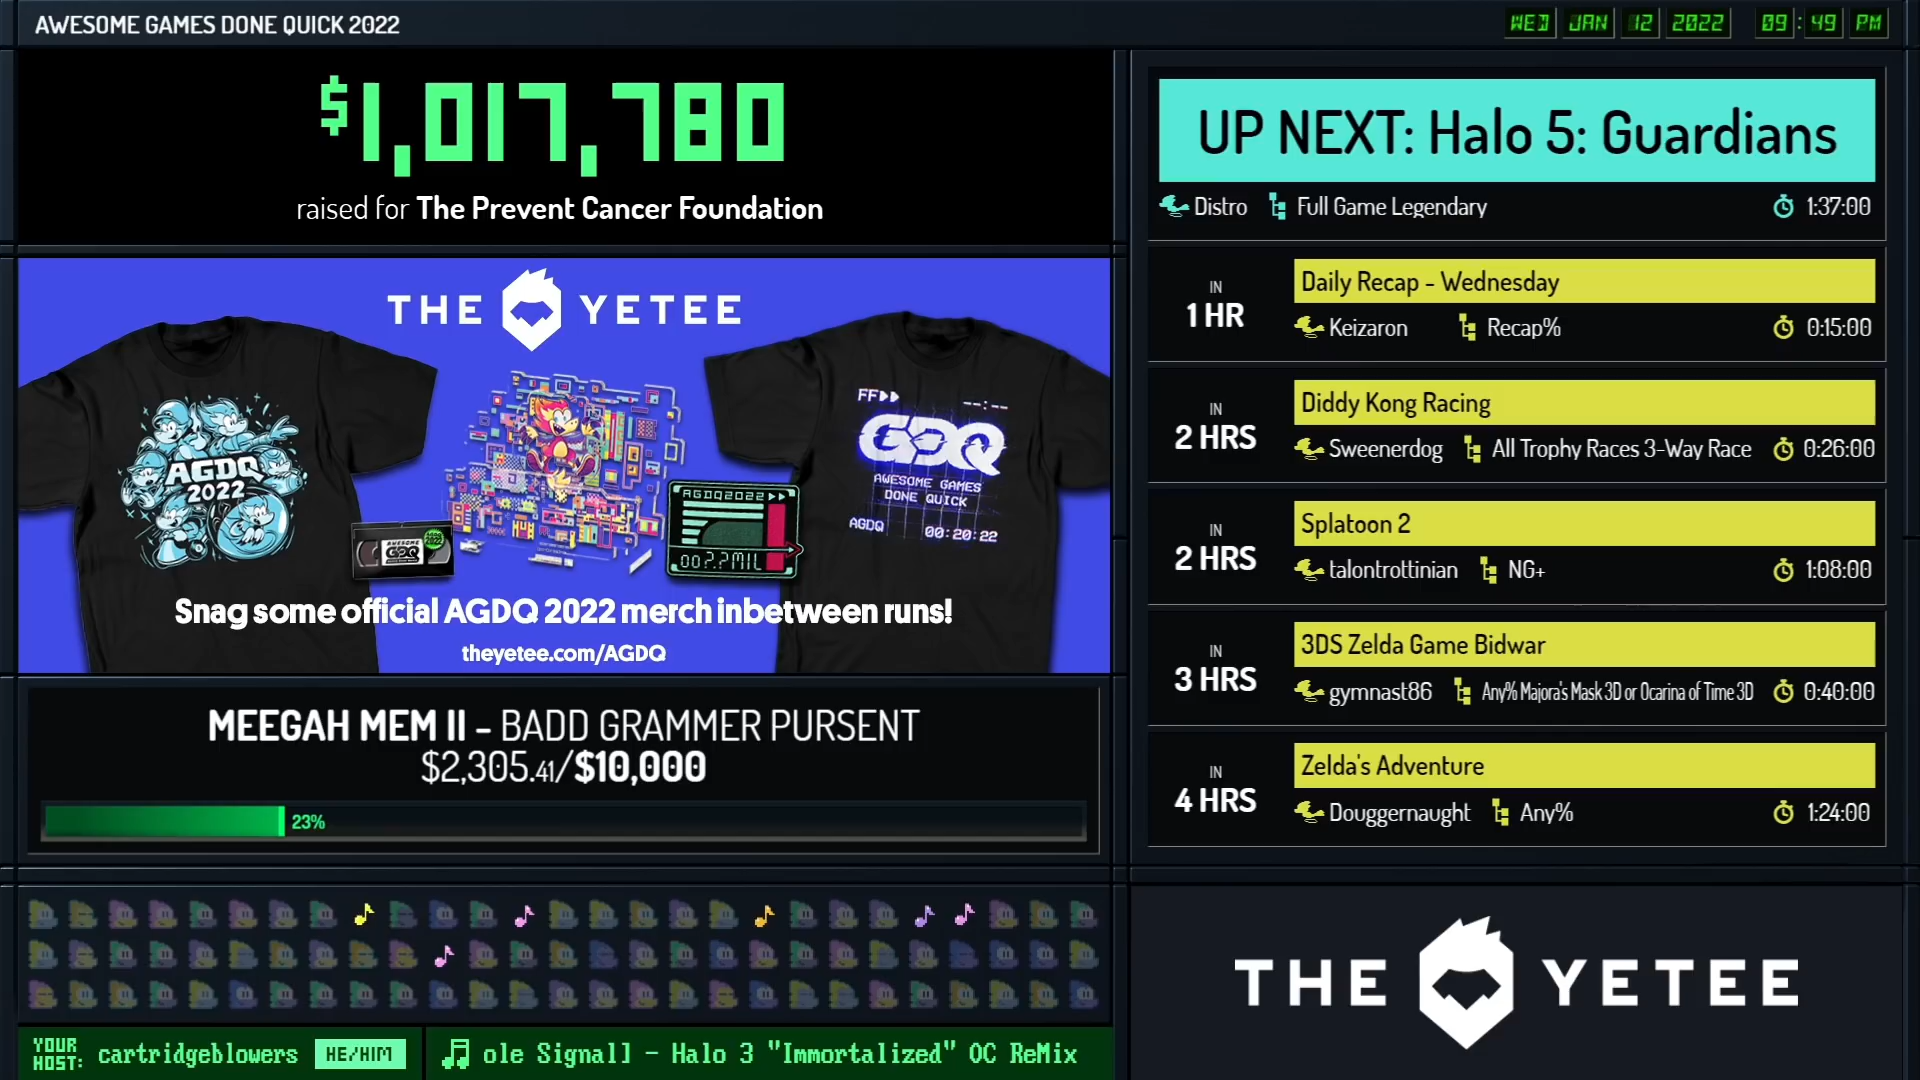 AWESOME GAMES DONE QUICK 2022
WED JAN 12 2022 09:49 PM
$1,017,780
raised for The Prevent Cancer Foundation
THE YETEE
AGDQ
2022
AWESOME
GDQ
AGDQ2022
00?.?MIL
FF
--:--
GDQ
AWESOME GAMES
DONE QUICK
AGDQ
00:20:22
Snag some official AGDQ 2022 merch inbetween runs!
theyetee.com/AGDQ
MEEGAH MEM II - BADD GRAMMER PURSENT
$2,305.41/$10,000
23%
YOUR HOST: cartridgeblowers HE/HIM
ole Signal] - Halo 3 "Immortalized" OC ReMix
UP NEXT: Halo 5: Guardians
Distro Full Game Legendary 1:37:00
IN
1 HR
Daily Recap - Wednesday
Keizaron Recap% 0:15:00
IN
2 HRS
Diddy Kong Racing
Sweenerdog All Trophy Races 3-Way Race 0:26:00
IN
2 HRS
Splatoon 2
talontrottinian NG+ 1:08:00
IN
3 HRS
3DS Zelda Game Bidwar
gymnast86 Any% Majora's Mask 3D or Ocarina of Time 3D 0:40:00
IN
4 HRS
Zelda's Adventure
Douggernaught Any% 1:24:00
THE YETEE